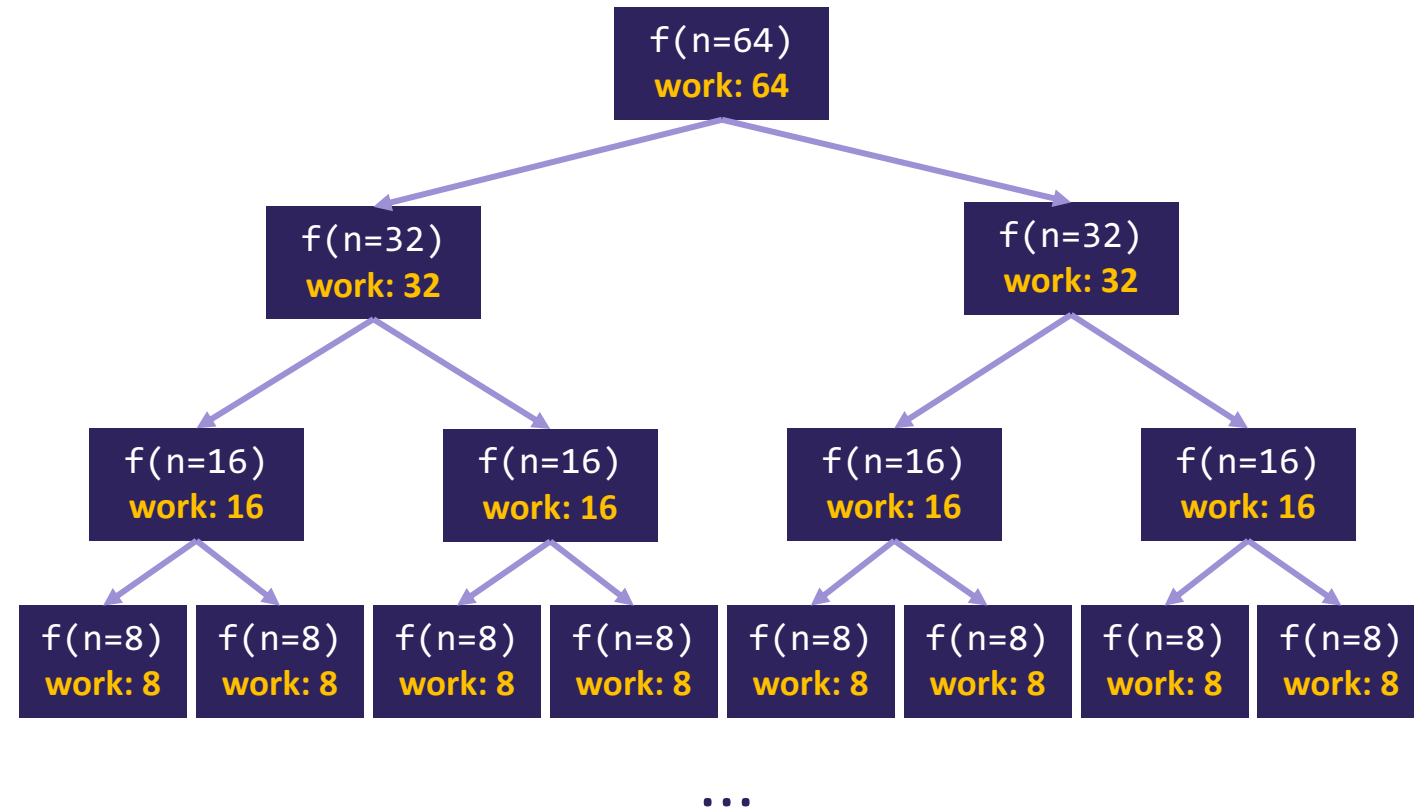 f(n=64)
work: 64
f(n=32)
work: 32
f(n=32)
work: 32
f(n=16)
work: 16
f(n=16)
work: 16
f(n=16)
work: 16
f(n=16)
work: 16
f(n=8)
work: 8
f(n=8)
work: 8
f(n=8)
work: 8
f(n=8)
work: 8
f(n=8)
work: 8
f(n=8)
work: 8
f(n=8)
work: 8
f(n=8)
work: 8
...